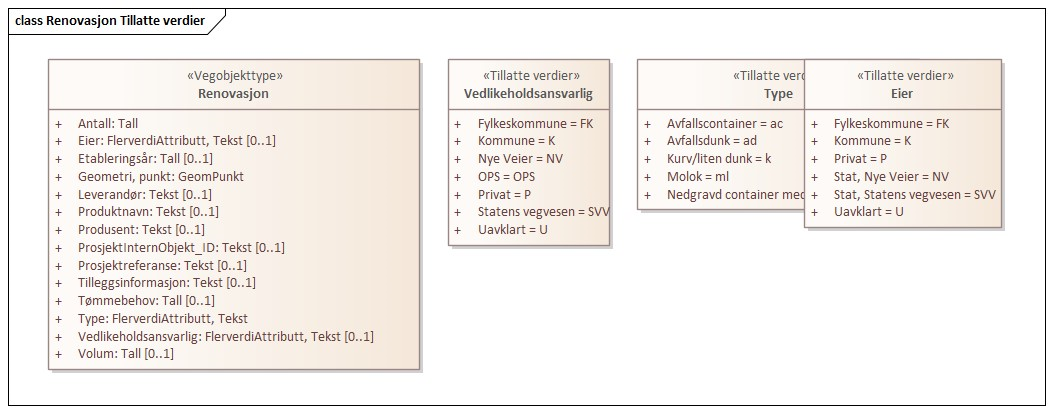 class Renovasjon Tillatte verdier
«Vegobjekttype»
Renovasjon
+ Antall: Tall
+ Eier: FlerverdiAttributt, Tekst [0..1]
+ Etableringsår: Tall [0..1]
+ Geometri, punkt: GeomPunkt
+ Leverandør: Tekst [0..1]
+ Produktnavn: Tekst [0..1]
+ Produsent: Tekst [0..1]
+ ProsjektInternObjekt_ID: Tekst [0..1]
+ Prosjektreferanse: Tekst [0..1]
+ Tilleggsinformasjon: Tekst [0..1]
+ Tømmebehov: Tall [0..1]
+ Type: FlerverdiAttributt, Tekst
+ Vedlikeholdsansvarlig: FlerverdiAttributt, Tekst [0..1]
+ Volum: Tall [0..1]
«Tillatte verdier»
Vedlikeholdsansvarlig
+ Fylkeskommune = FK
+ Kommune = K
+ Nye Veier = NV
+ OPS = OPS
+ Privat = P
+ Statens vegvesen = SVV
+ Uavklart = U
«Tillatte
Type
+ Avfallscontainer = ac
+ Avfallsdunk = ad
+ Kurv/liten dunk = k
+ Molok = ml
+ Nedgravd container
«Tillatte verdier»
Eier
+ Fylkeskommune = FK
+ Kommune = K
+ Privat = P
+ Stat, Nye Veier = NV
+ Stat, Statens vegvesen = SVV
+ Uavklart = U